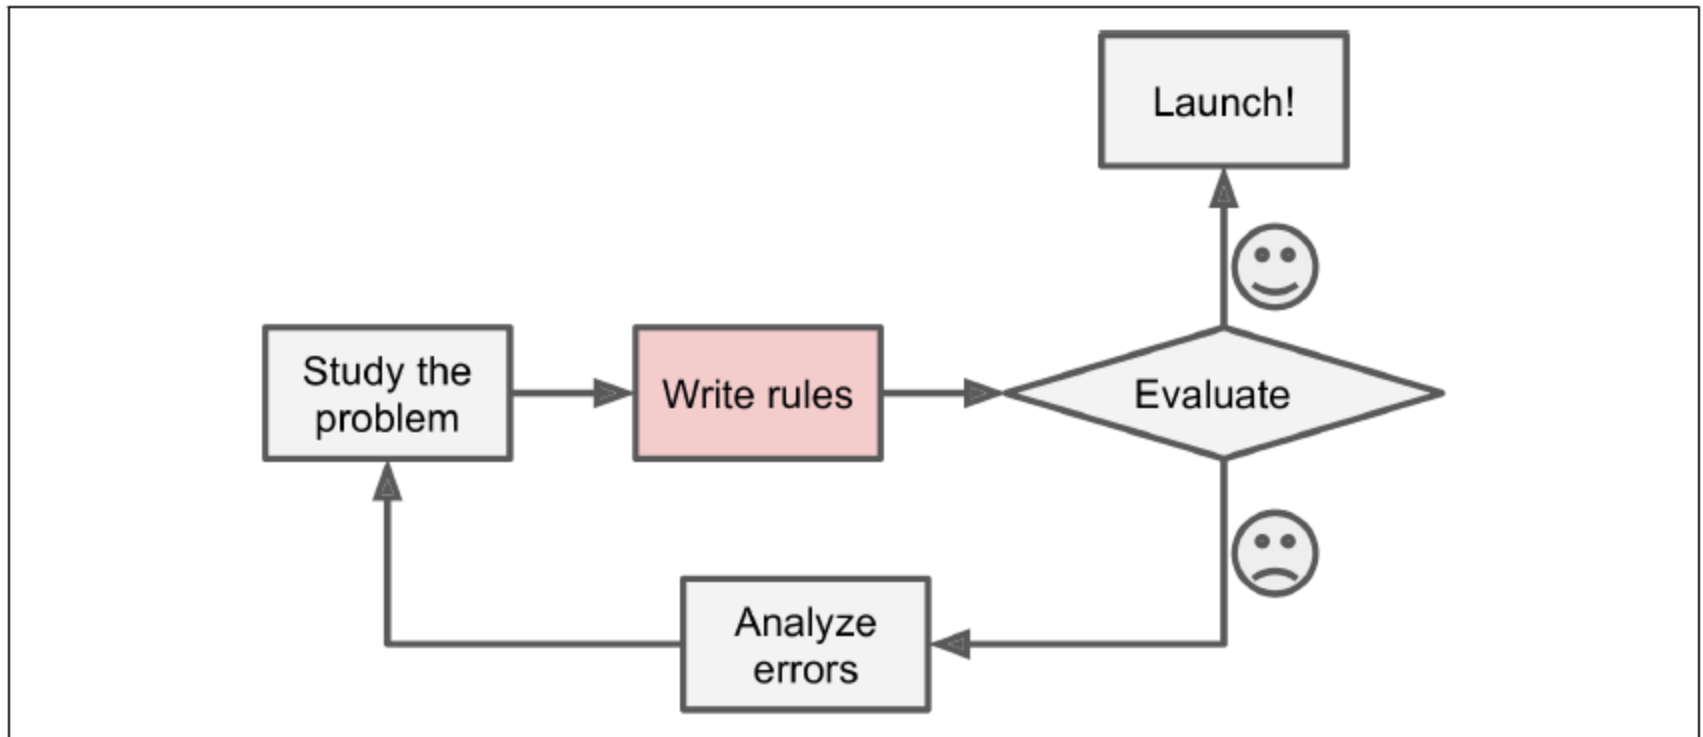 Launch!
Study the
problem
Write rules
Evaluate
Analyze
errors